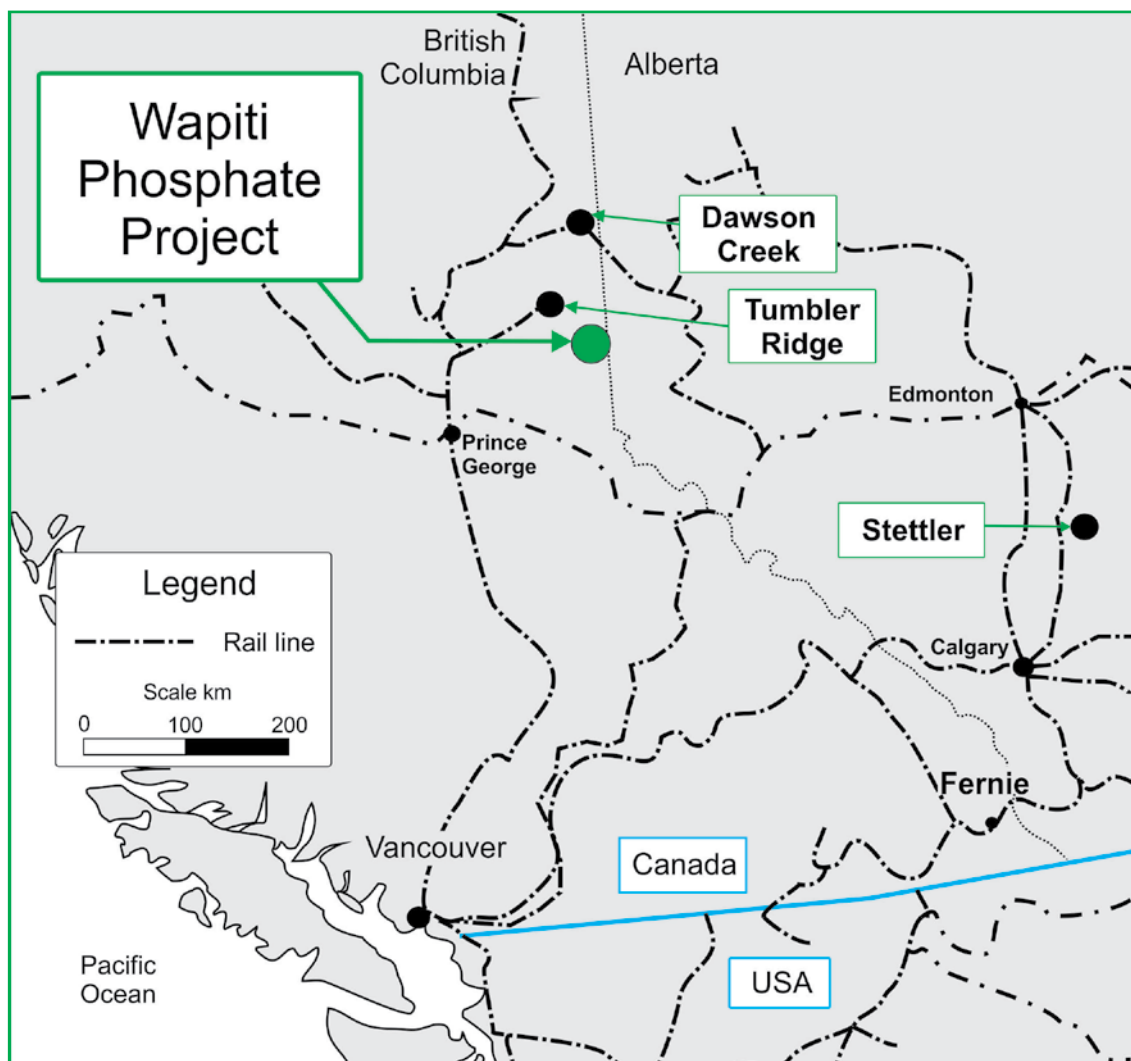 British
Columbia
Alberta
Wapiti
Phosphate
Project
Dawson
Creek
Tumbler
Ridge
Edmonton
Prince
George
Stettler
Legend
Rail line
Scale km
0 100 200
Calgary
Fernie
Vancouver
Canada
Pacific
Ocean
USA